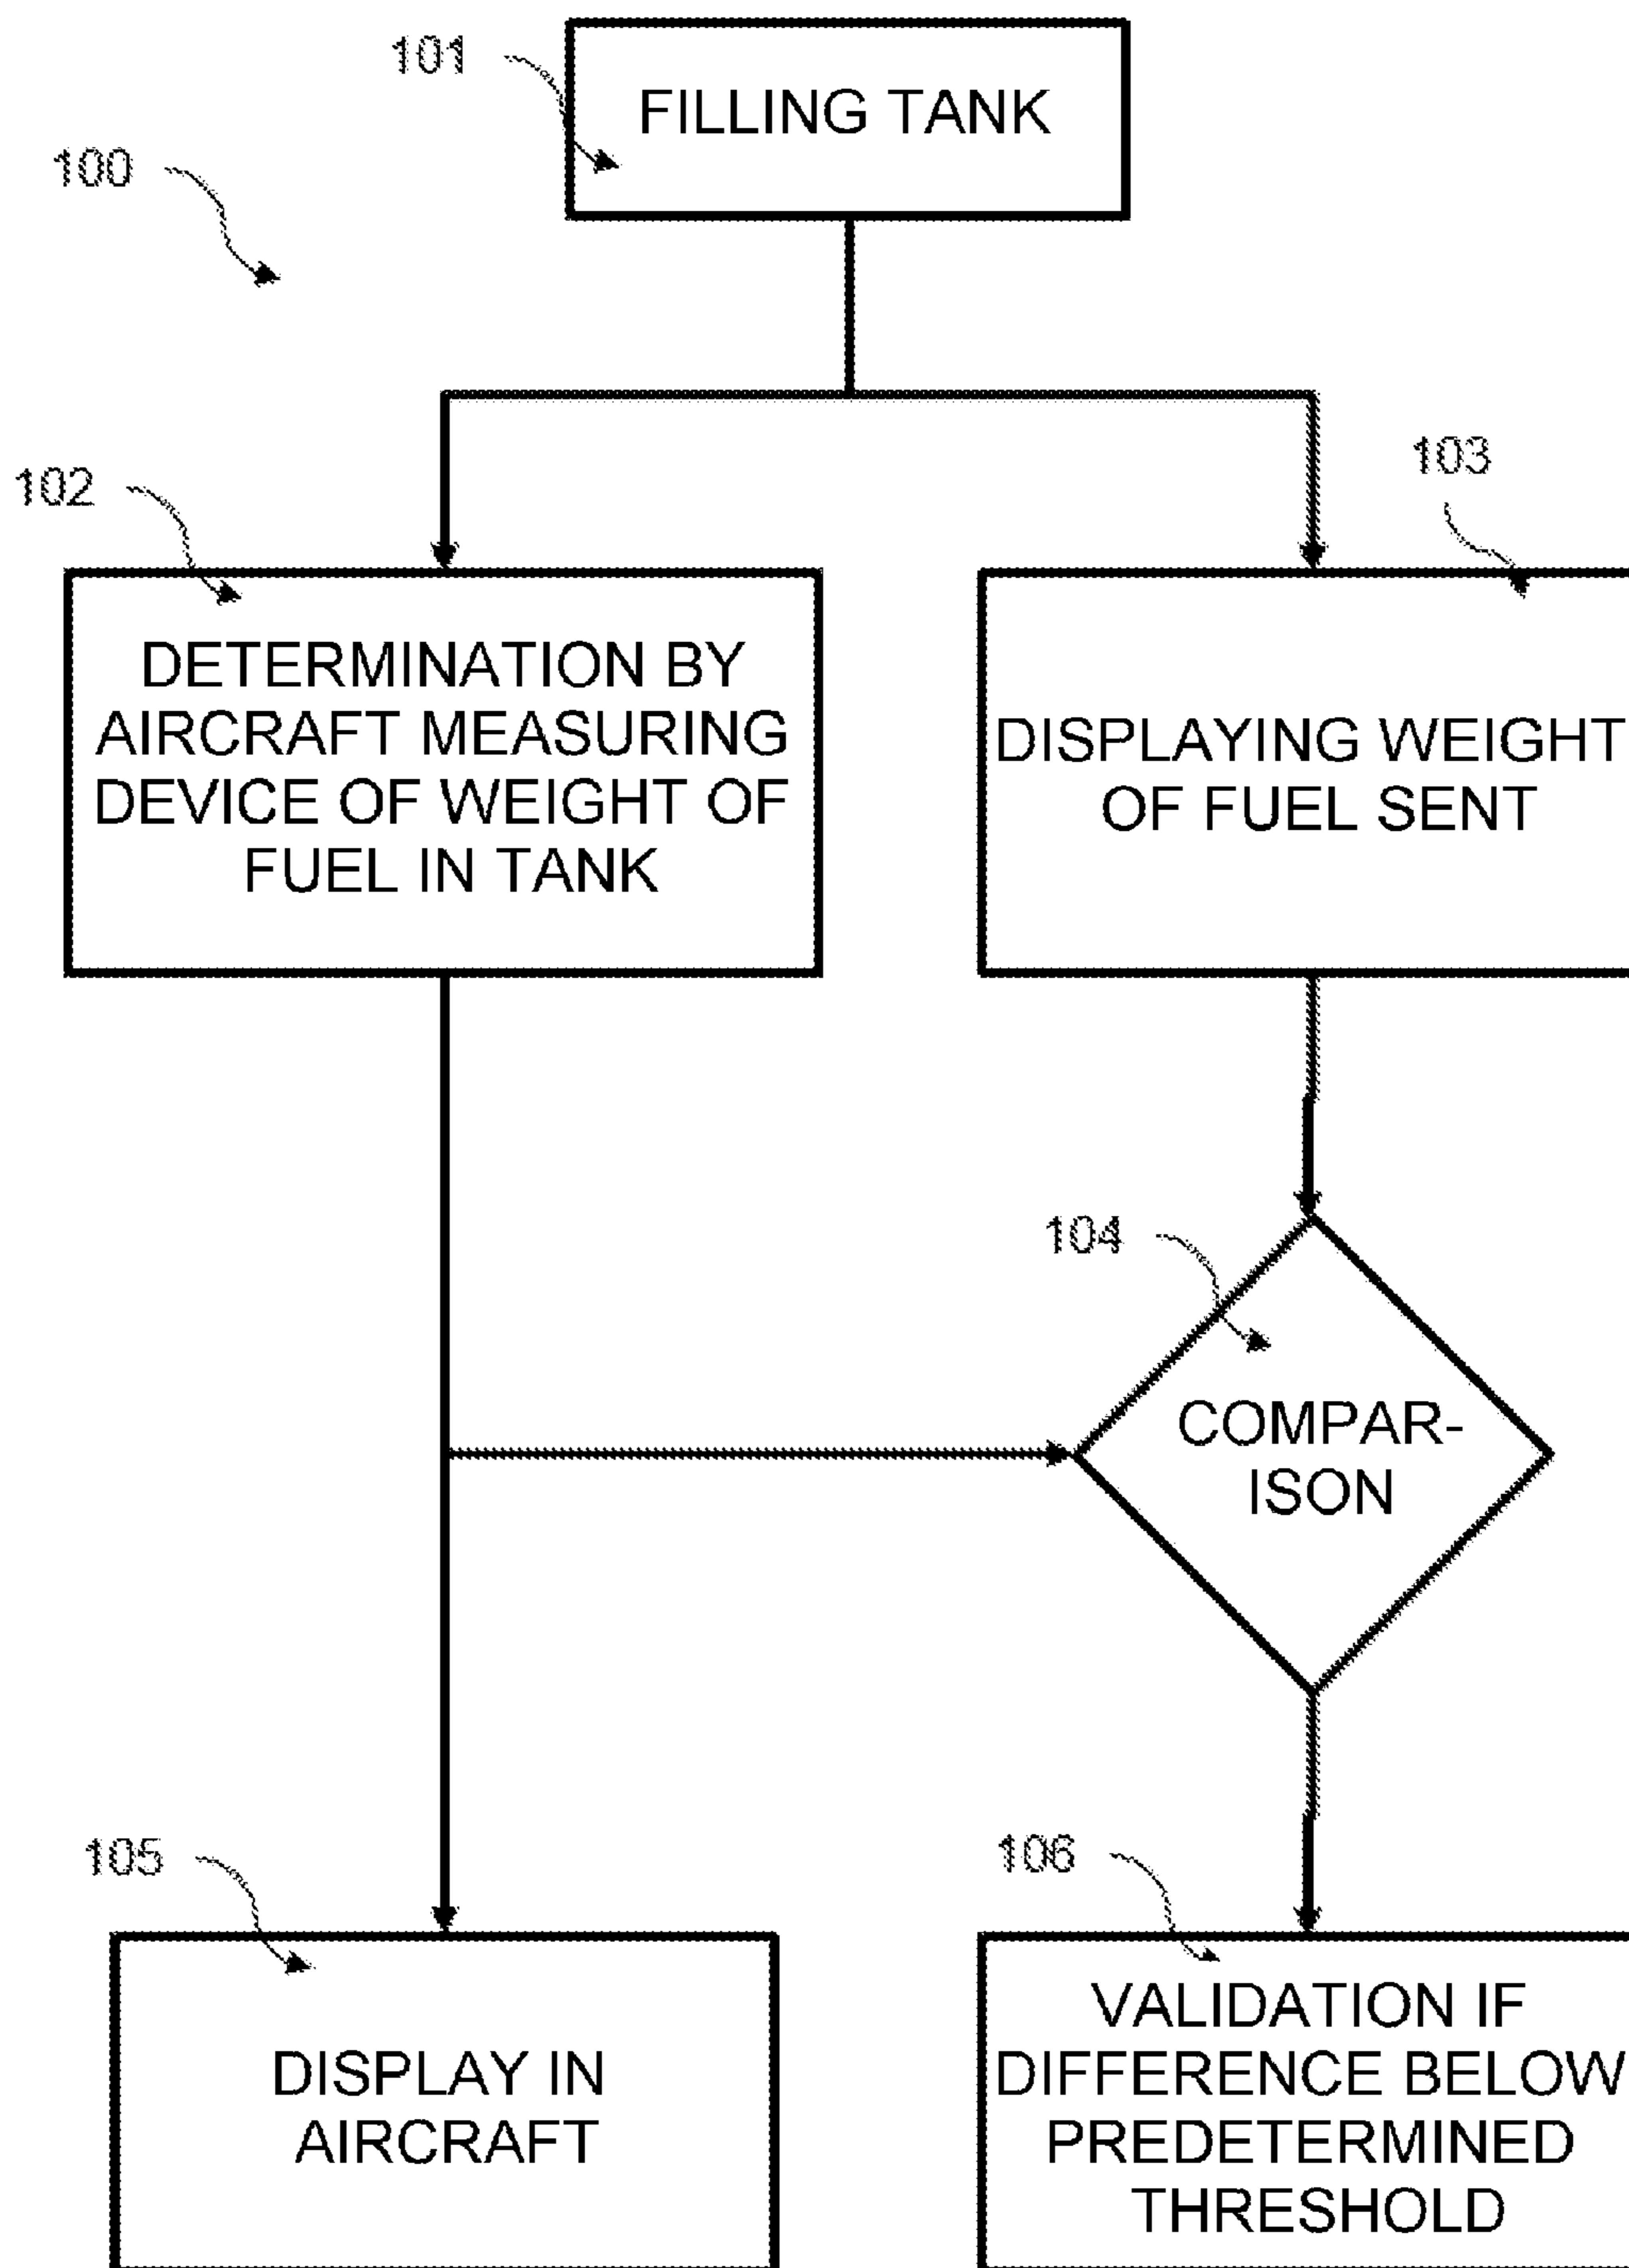 101
FILLING TANK
100
102
103
DETERMINATION BY
AIRCRAFT MEASURING
DEVICE OF WEIGHT OF
FUEL IN TANK
DISPLAYING WEIGHT
OF FUEL SENT
104
COMPAR-
ISON
105
106
DISPLAY IN
AIRCRAFT
VALIDATION IF
DIFFERENCE BELOW
PREDETERMINED
THRESHOLD